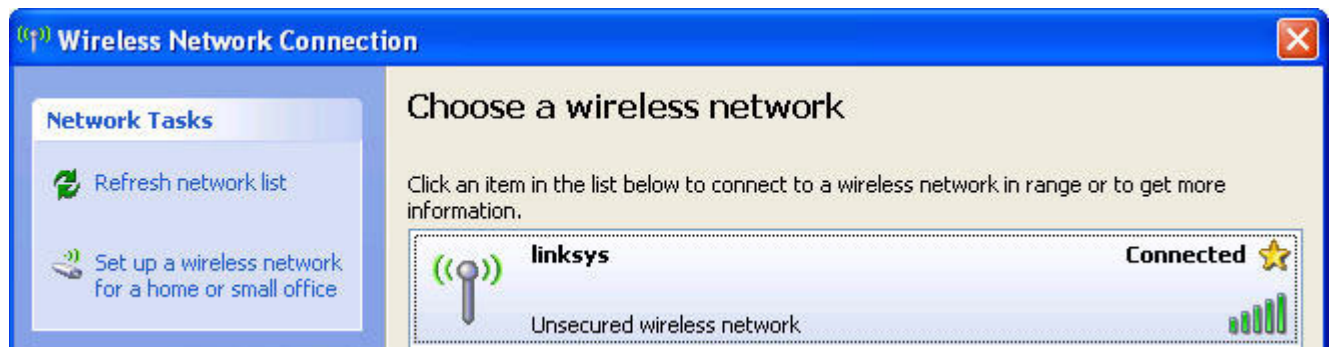 Wireless Network Connection
Network Tasks
Refresh network list
Set up a wireless network
for a home or small office
Choose a wireless network
Click an item in the list below to connect to a wireless network in range or to get more
information.
linksys
Connected
Unsecured wireless network